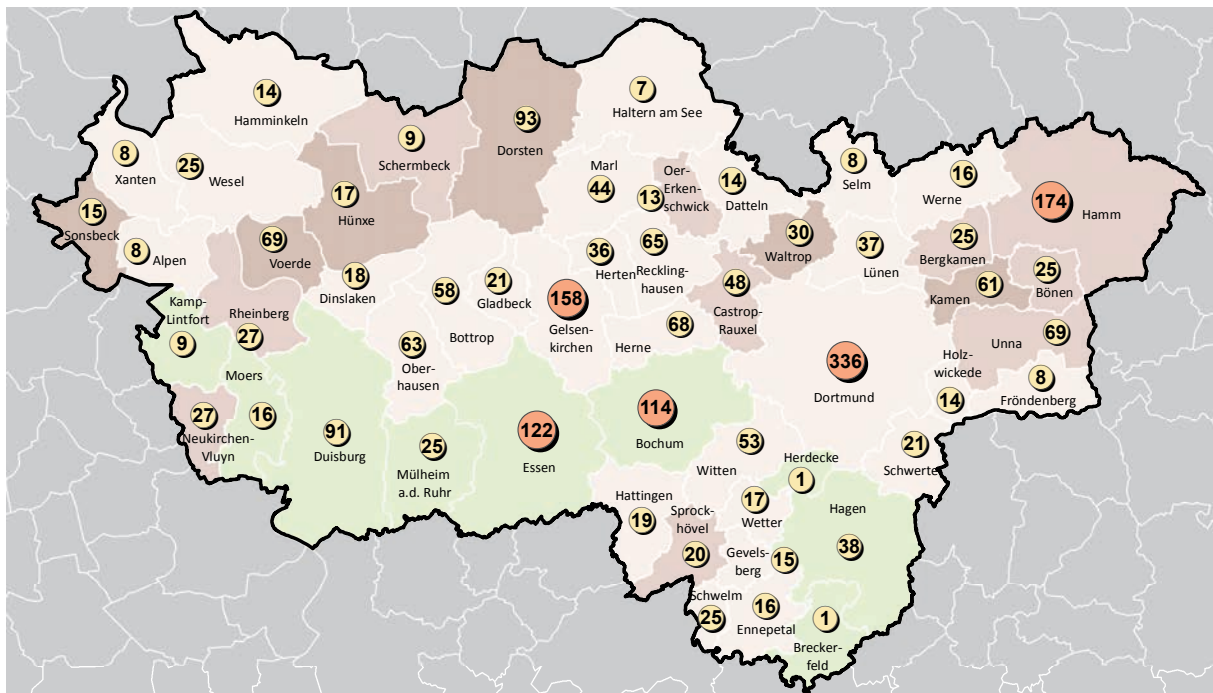 14
Hamminkeln
7
Haltern am See
93
Dorsten
9
Schermbeck
8
Xanten
25
Wesel
Marl
44
Oer-
Erken-
schwick
13
14
Datteln
8
Selm
16
Werne
174
Hamm
15
Sonsbeck
17
Hünxe
8
Alpen
69
Voerde
18
Dinslaken
36
Herten
65
Reckling-
hausen
30
Waltrop
37
Lünen
25
Bergkamen
25
Bönen
61
Kamen
58
Bottrop
21
Gladbeck
158
Gelsen-
kirchen
68
Herne
48
Castrop-
Rauxel
Kamp-
Lintfort
9
Rheinberg
27
Moers
16
63
Ober-
hausen
336
Dortmund
Holz-
wickede
14
Unna
69
8
Fröndenberg
27
Neukirchen-
Vluyn
91
Duisburg
25
Mülheim
a.d. Ruhr
122
Essen
114
Bochum
53
Witten
Herdecke
1
21
Schwerte
Hattingen
19
Sprock-
hövel
20
17
Wetter
Hagen
38
Gevels-
berg
15
Schwelm
25
16
Ennepetal
1
Brecker-
feld